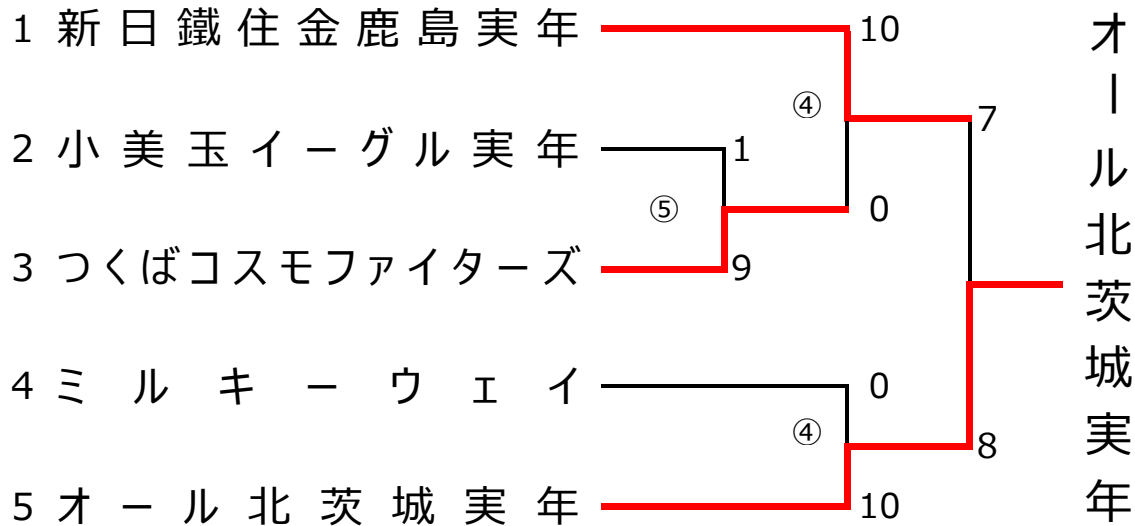 1 新日鐵住金鹿島実年
10
④
7
2 小美玉イーグル実年
1
⑤
0
3 つくばコスモファイターズ
9
4 ミルキーウェイ
0
④
8
5 オール北茨城実年
10
オール北茨城実年